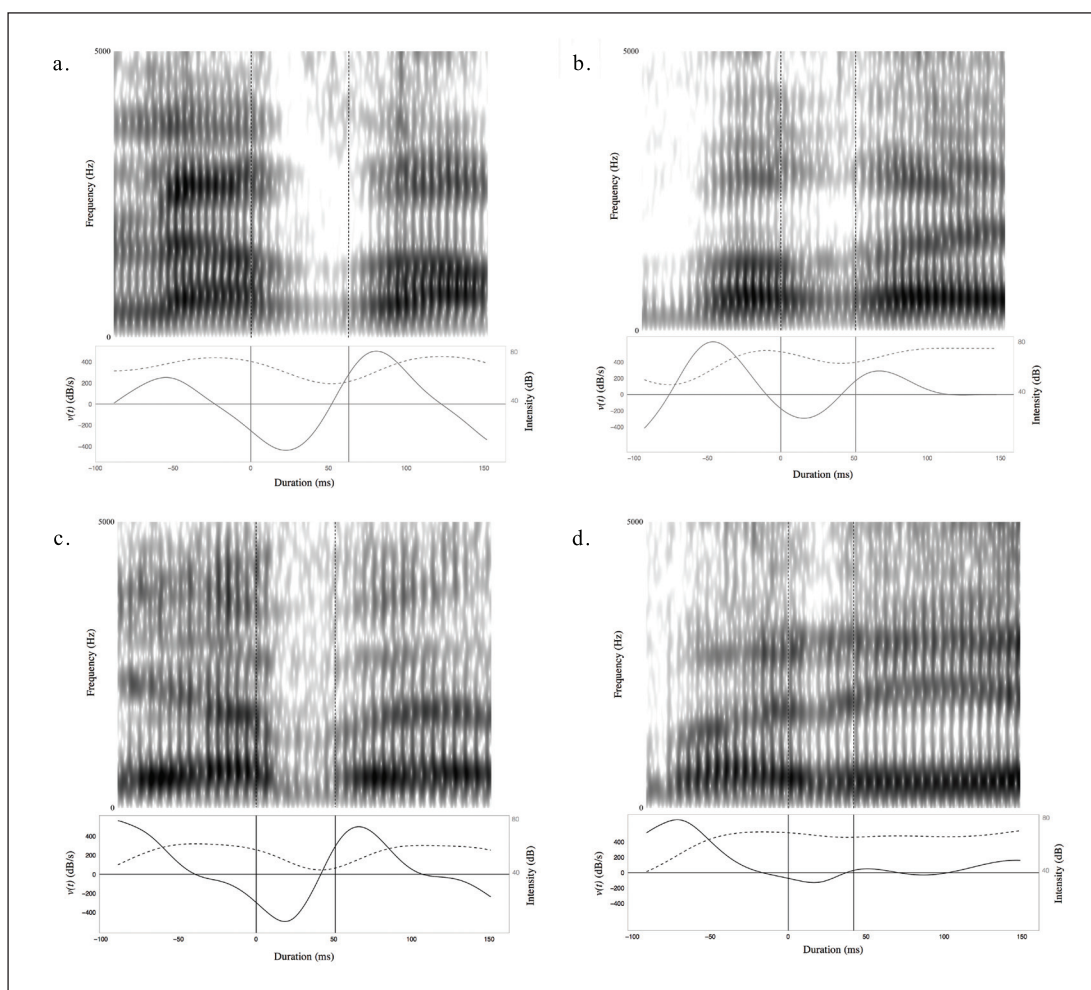 a.
5000
Frequency (Hz)
0
400
200
0
−200
−400
v(t) (dB/s)
60
40
Intensity (dB)
−100 −50 0 50 100 150
Duration (ms)
b.
5000
Frequency (Hz)
0
400
200
0
−200
−400
v(t) (dB/s)
80
40
Intensity (dB)
−100 −50 0 50 100 150
Duration (ms)
c.
5000
Frequency (Hz)
0
400
200
0
−200
−400
v(t) (dB/s)
80
40
Intensity (dB)
−100 −50 0 50 100 150
Duration (ms)
d.
5000
Frequency (Hz)
0
400
200
0
−200
−400
v(t) (dB/s)
80
40
Intensity (dB)
−100 −50 0 50 100 150
Duration (ms)